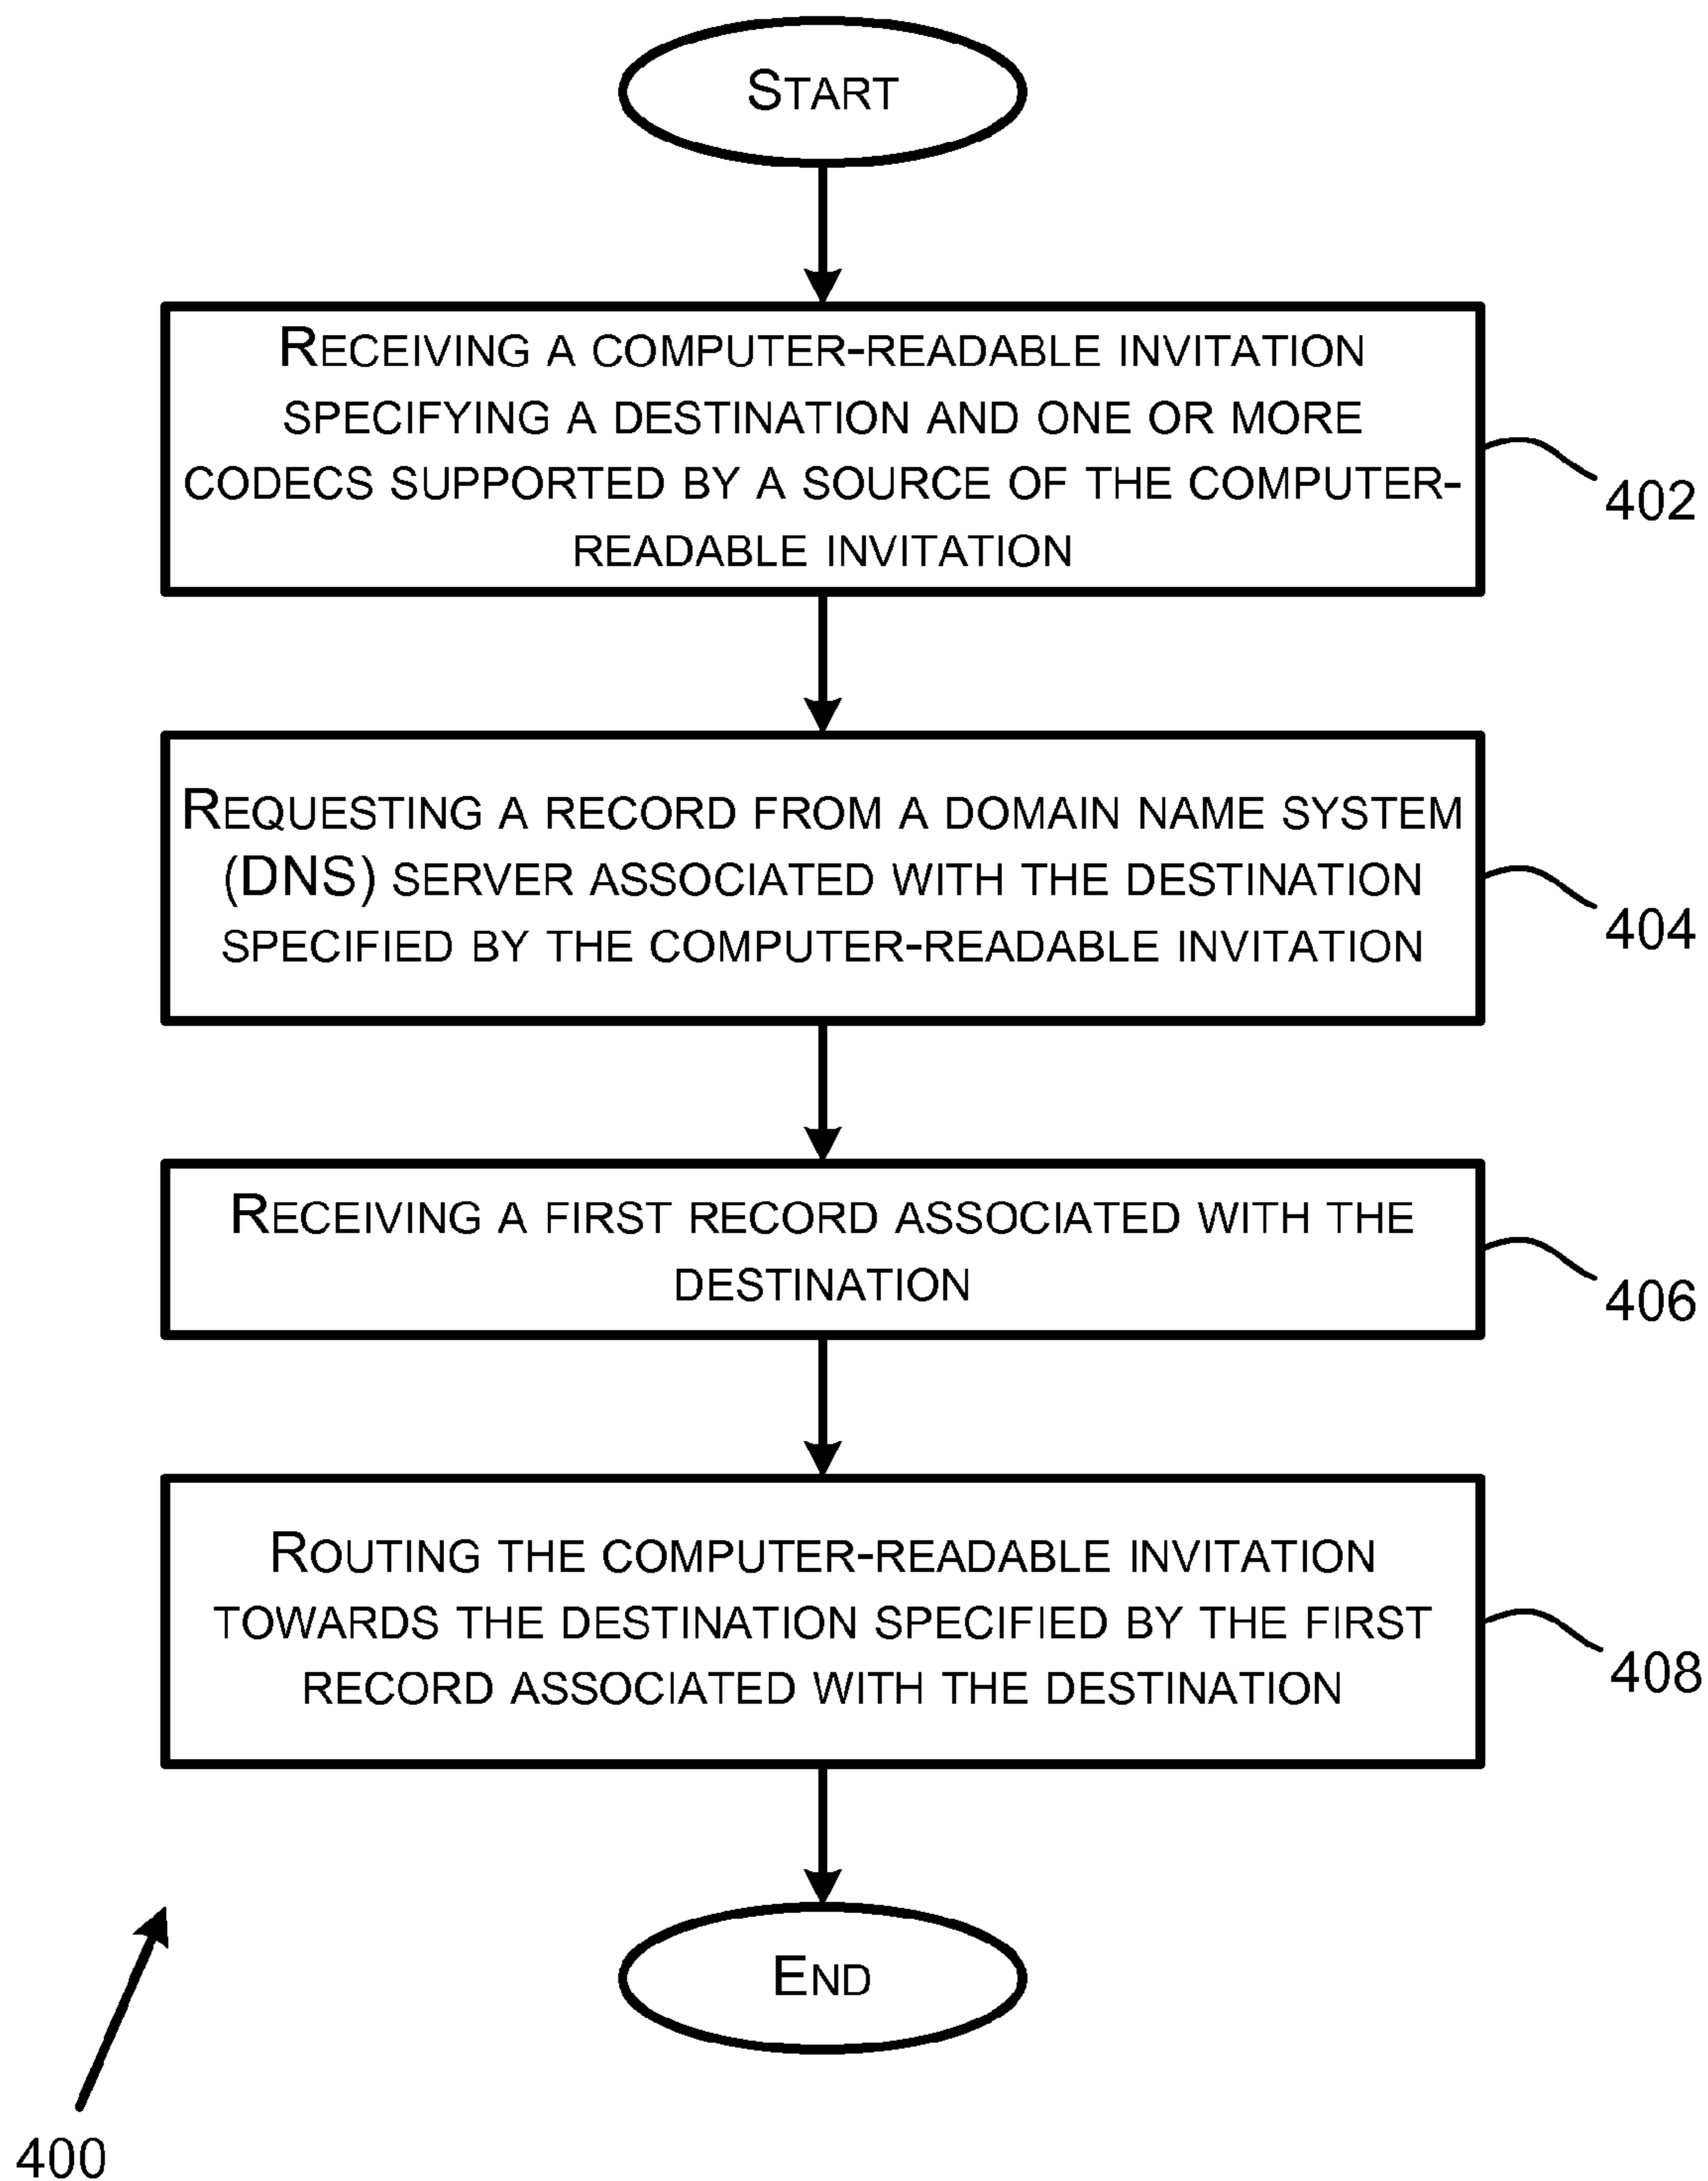 START
RECEIVING A COMPUTER-READABLE INVITATION
SPECIFYING A DESTINATION AND ONE OR MORE
CODECS SUPPORTED BY A SOURCE OF THE COMPUTER-
READABLE INVITATION
402
REQUESTING A RECORD FROM A DOMAIN NAME SYSTEM
(DNS) SERVER ASSOCIATED WITH THE DESTINATION
SPECIFIED BY THE COMPUTER-READABLE INVITATION
404
RECEIVING A FIRST RECORD ASSOCIATED WITH THE
DESTINATION
406
ROUTING THE COMPUTER-READABLE INVITATION
TOWARDS THE DESTINATION SPECIFIED BY THE FIRST
RECORD ASSOCIATED WITH THE DESTINATION
408
END
400